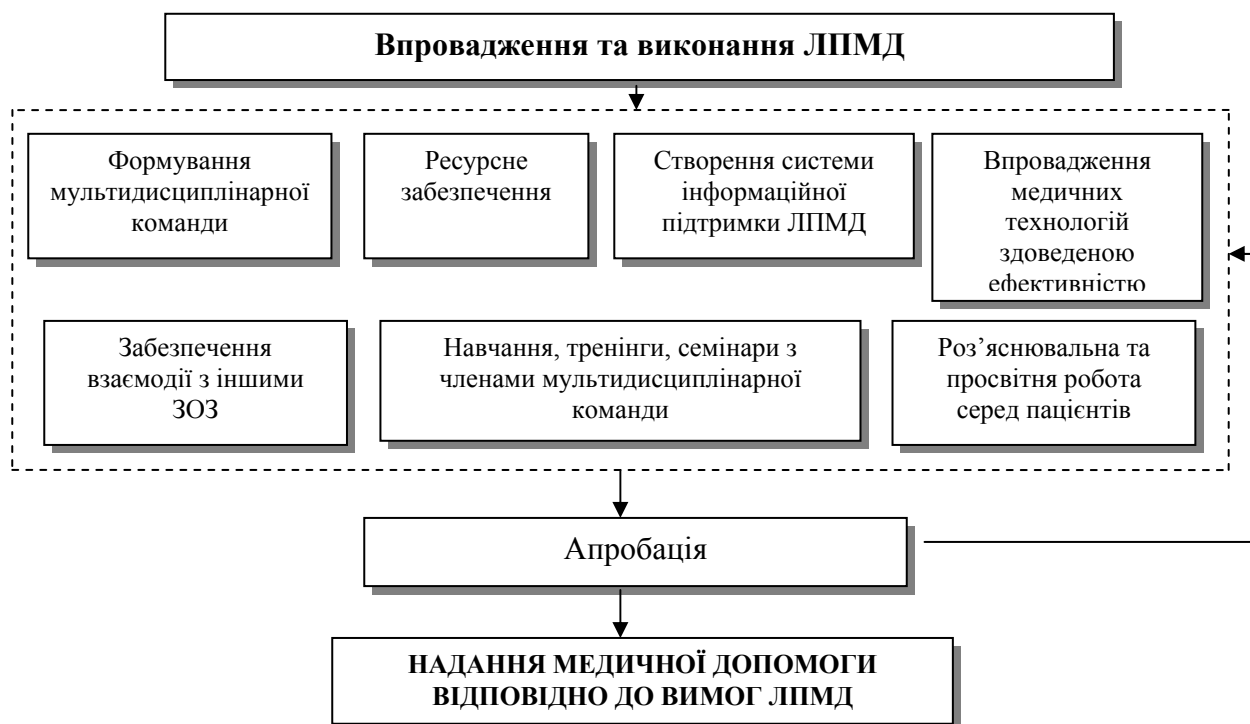 Впровадження та виконання ЛПМД
Формування
мультидисциплінарної
команди
Ресурсне
забезпечення
Створення системи
інформаційної
підтримки ЛПМД
Впровадження
медичних
технологій
здоведеною
ефективністю
Забезпечення
взаємодії з іншими
ЗОЗ
Навчання, тренінги, семінари з
членами мультидисциплінарної
команди
Роз’яснювальна та
просвітня робота
серед пацієнтів
Апробація
НАДАННЯ МЕДИЧНОЇ ДОПОМОГИ
ВІДПОВІДНО ДО ВИМОГ ЛПМД